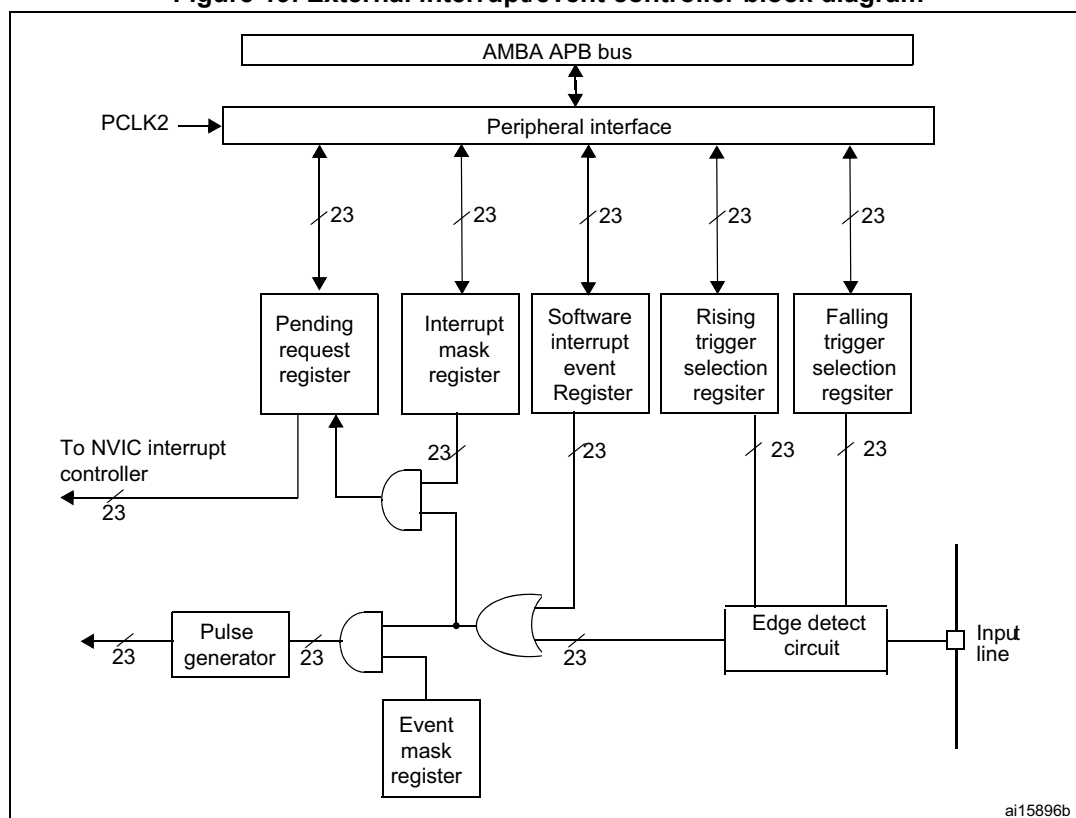 Figure External interrupt/event controller block diagram
AMBA APB bus
PCLK2
Peripheral interface
23
23
23
23
23
Pending
request
register
Interrupt
mask
register
Software
interrupt
event
Register
Rising
trigger
selection
regsiter
Falling
trigger
selection
regsiter
To NVIC interrupt
controller
23
23
23
23
23
Pulse
generator
23
23
23
Edge detect
circuit
Input
line
Event
mask
register
ai15896b